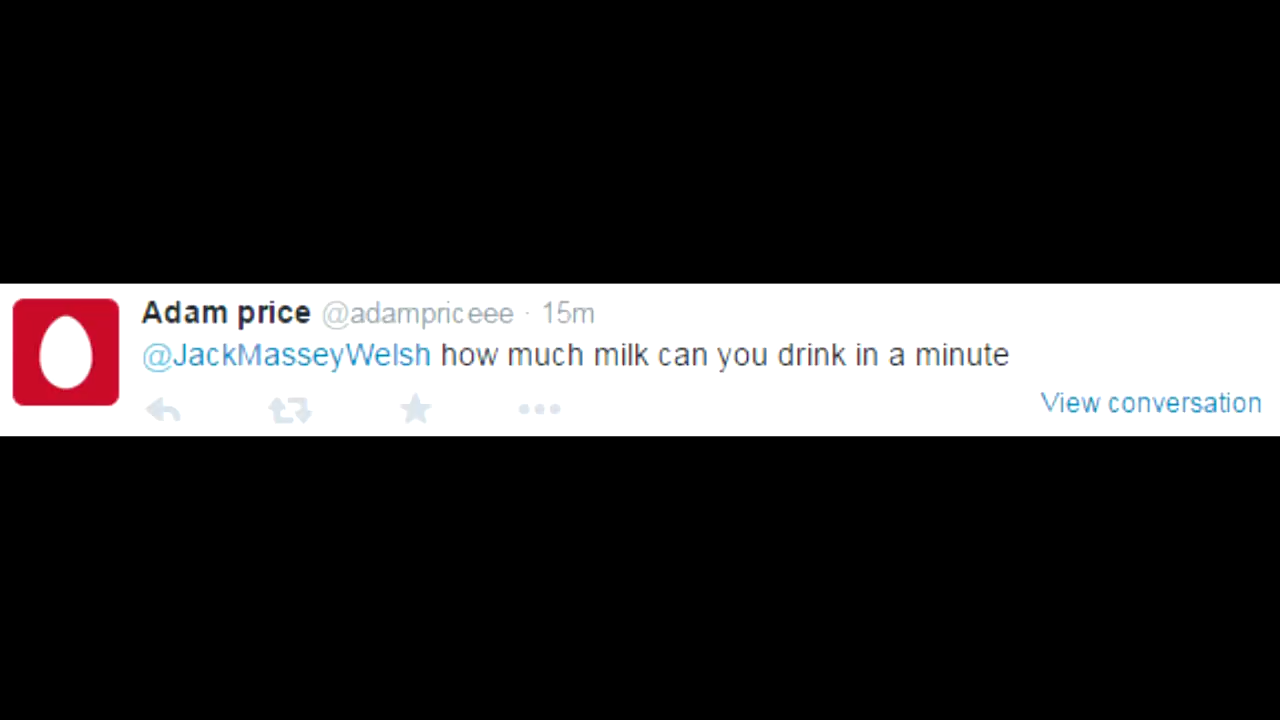 Adam price @adampriceee · 15m
@JackMasseyWelsh how much milk can you drink in a minute
View conversation